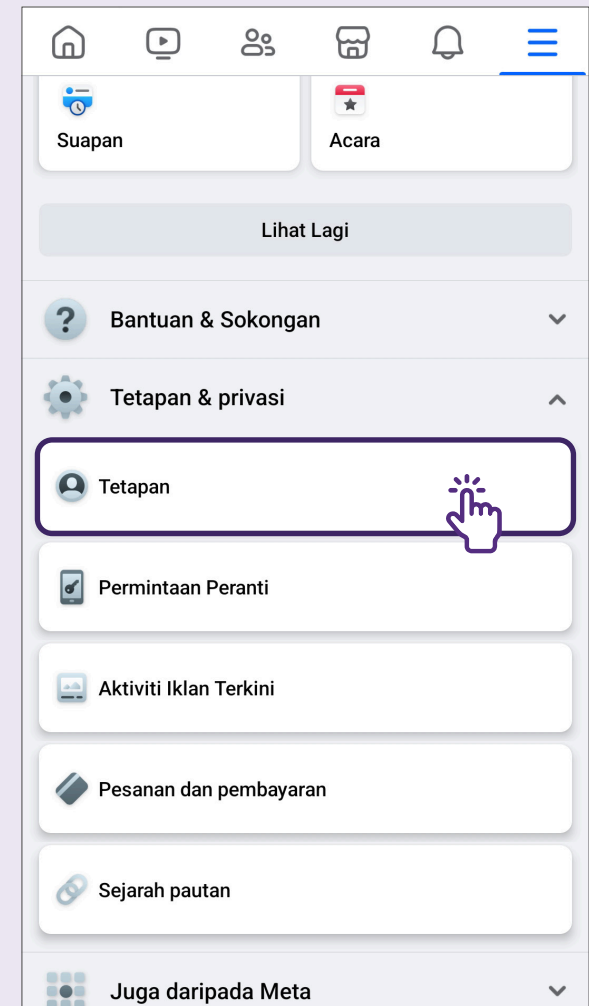 Suapan
Acara
Lihat Lagi
Bantuan & Sokongan
Tetapan & privasi
Tetapan
Permintaan Peranti
Aktiviti Iklan Terkini
Pesanan dan pembayaran
Sejarah pautan
Juga daripada Meta